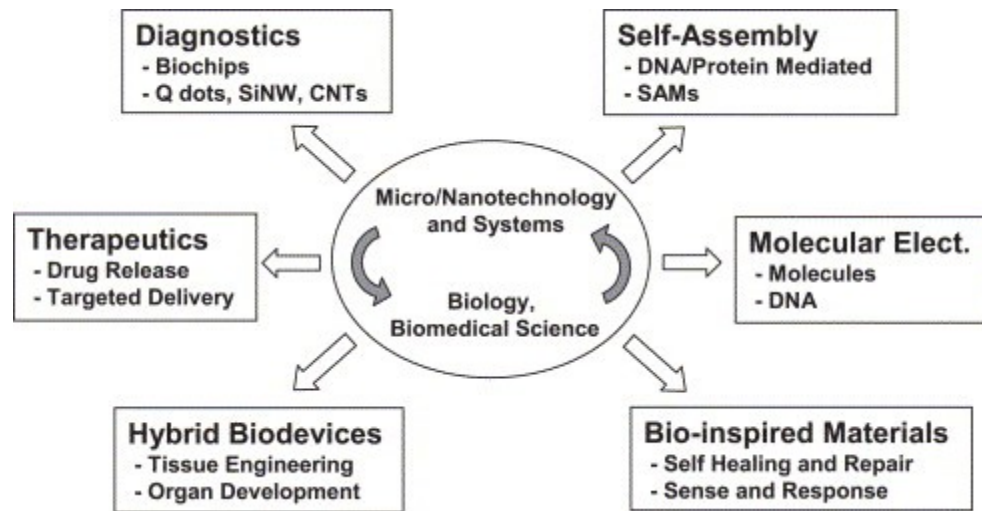 Diagnostics
- Biochips
- Q dots, SiNW, CNTs
Self-Assembly
- DNA/Protein Mediated
- SAMs
Micro/Nanotechnology
and Systems
Biology,
Biomedical Science
Therapeutics
- Drug Release
- Targeted Delivery
Molecular Elect.
- Molecules
- DNA
Hybrid Biodevices
- Tissue Engineering
- Organ Development
Bio-inspired Materials
- Self Healing and Repair
- Sense and Response